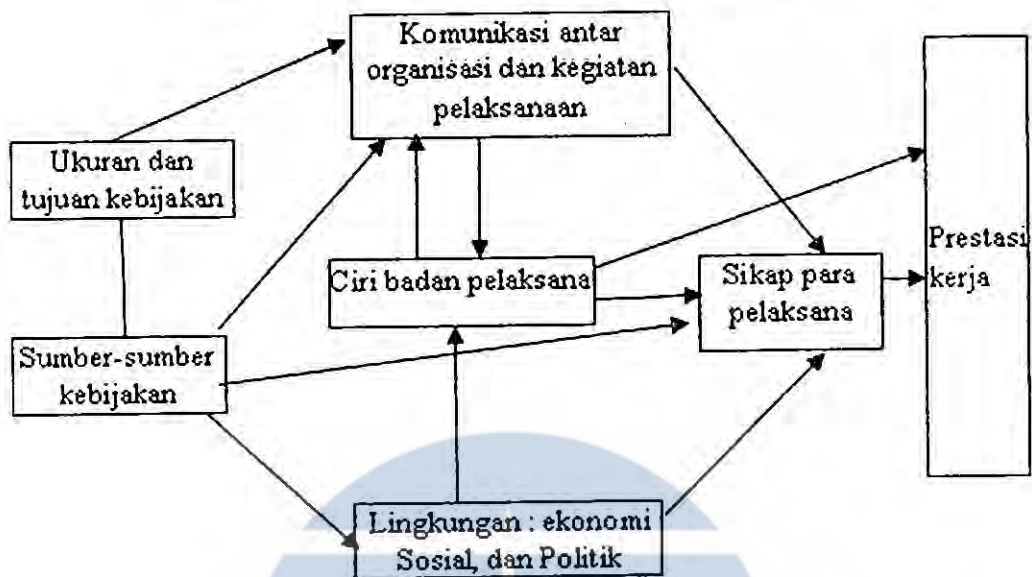 Komunikasi antar
organisasi dan kegiatan
pelaksanaan
Ukuran dan
tujuan kebijakan
Ciri badan pelaksana
Sikap para
pelaksana
Prestasi
kerja
Sumber-sumber
kebijakan
Lingkungan : ekonomi
Sosial, dan Politik